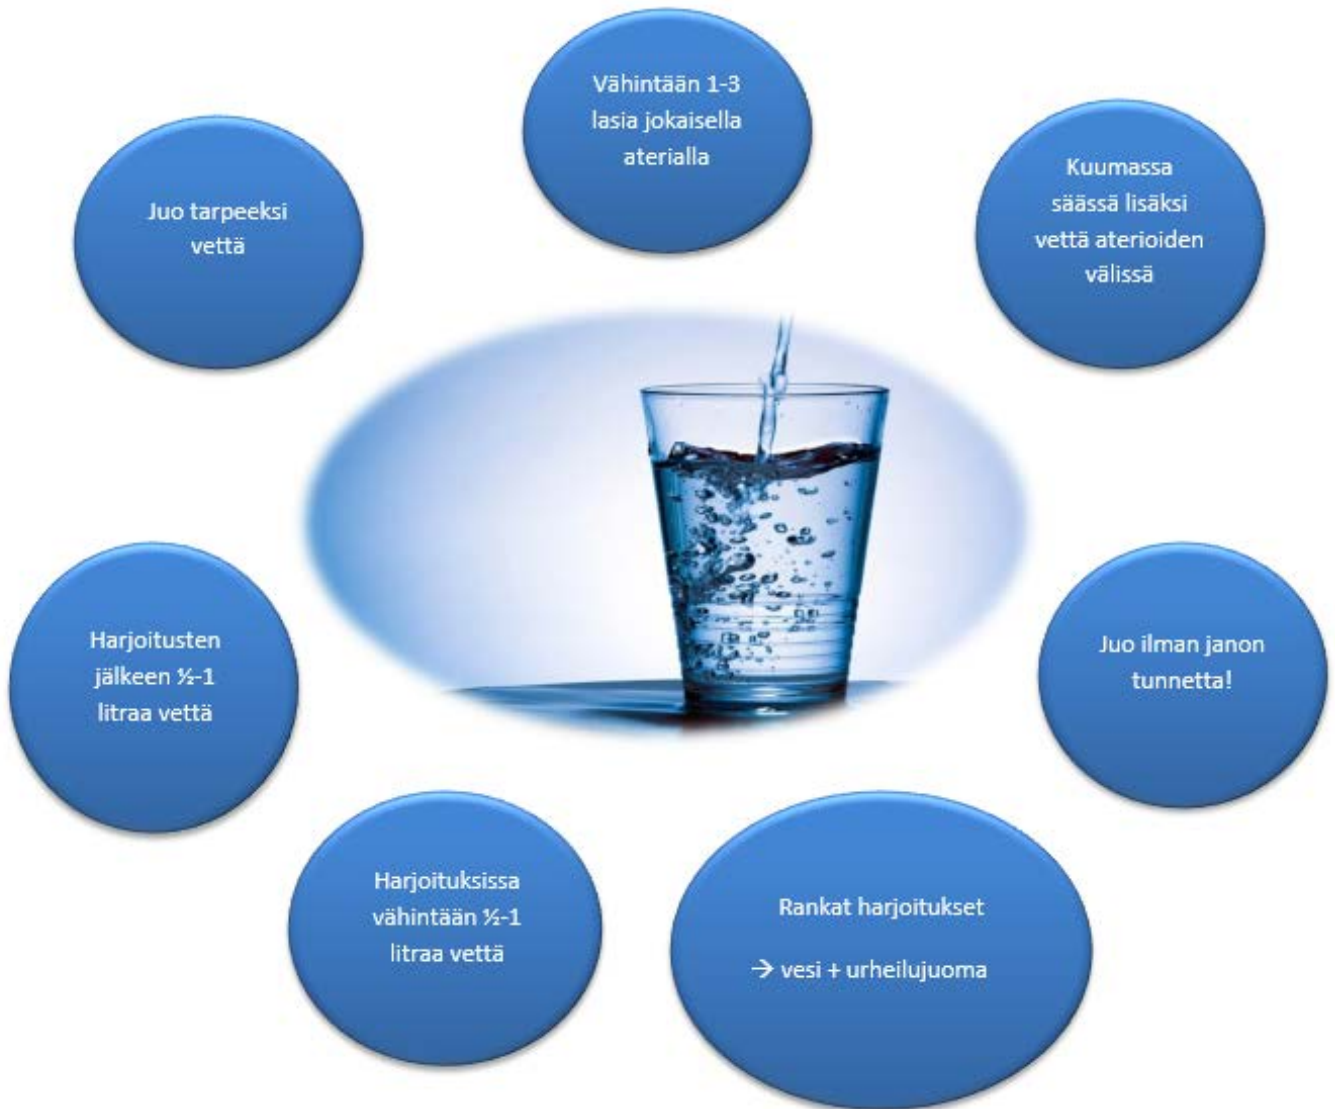 Juo tarpeeksi
vettä
Vähintään 1-3
lasia jokaisella
aterialla
Kuumassa
säässä lisäksi
vettä aterioiden
välissä
Juo ilman janon
tunnetta!
Rankat harjoitukset
→ vesi + urheilujuoma
Harjoituksissa
vähintään ½-1
litraa vettä
Harjoitusten
jälkeen ½-1
litraa vettä